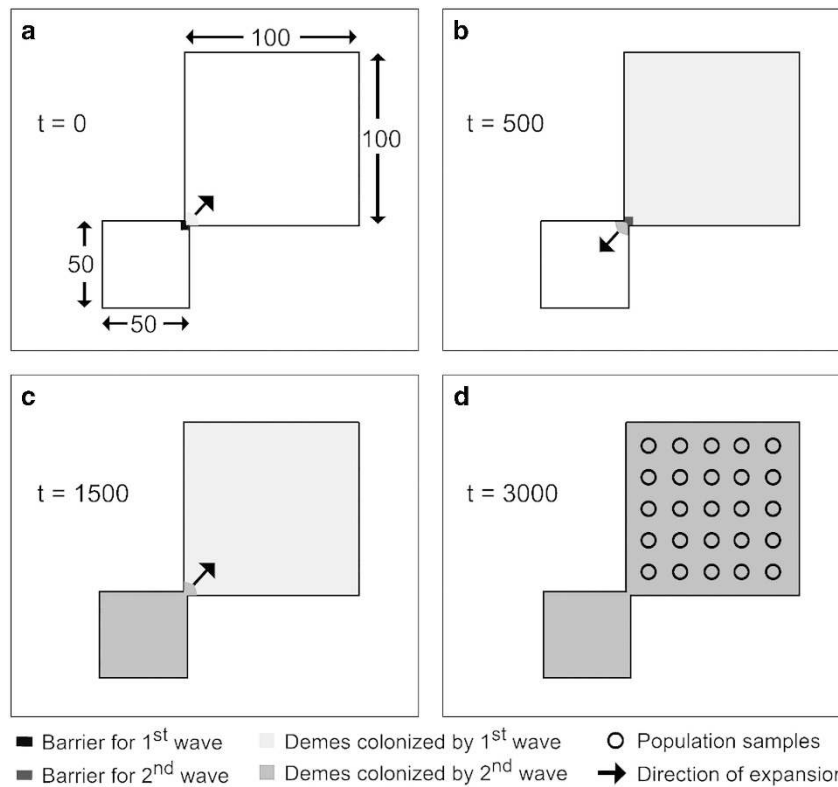 a
100
t = 0
100
50
50
b
t = 500
c
t = 1500
d
t = 3000
Barrier for 1st wave
Demes colonized by 1st wave
Population samples
Barrier for 2nd wave
Demes colonized by 2nd wave
Direction of expansion